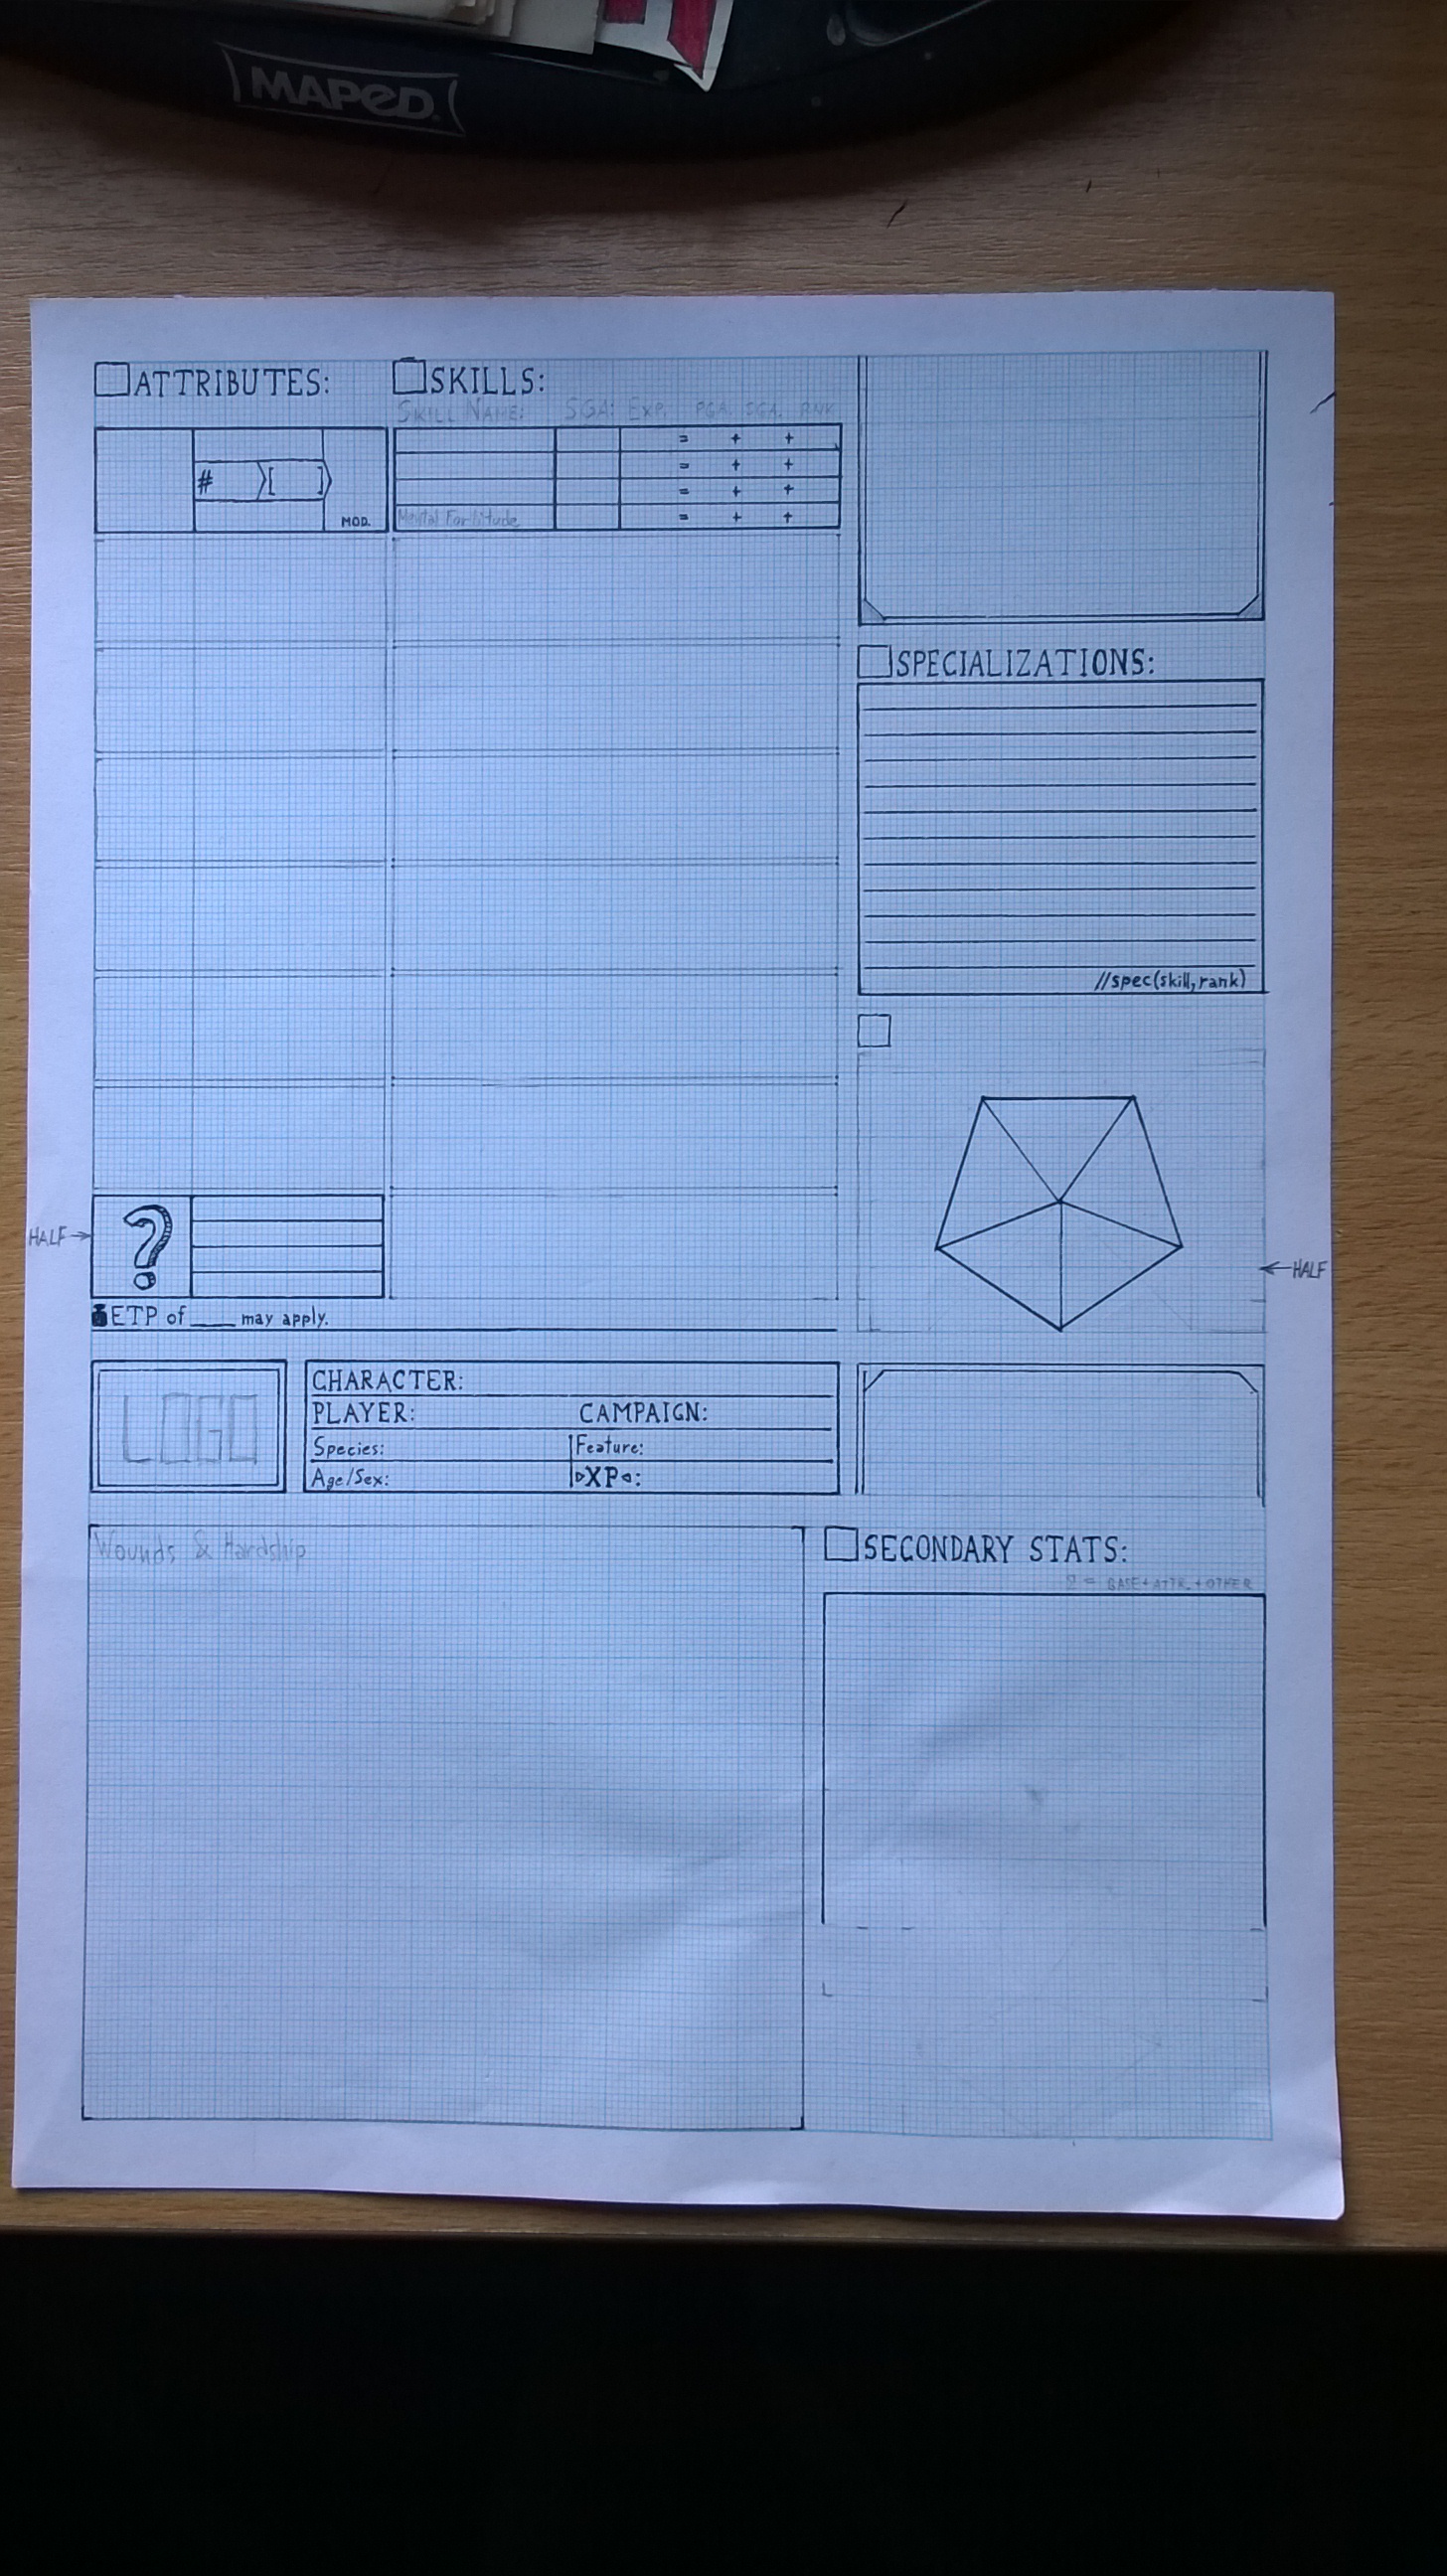 MAPED
ATTRIBUTES:
#
[ ]
MOD.
SKILLS:
SKILL NAME: SGA: EXP. PGA. SGA. RNK
= + +
= + +
= + +
Mental Fortitude = + +
SPECIALIZATIONS:
//spec(skill,rank)
HALF →
?
ETP of ____ may apply.
← HALF
LOGO
CHARACTER:
PLAYER: CAMPAIGN:
Species: Feature:
Age/Sex: ▹XP◃:
Wounds & Hardship
SECONDARY STATS:
= BASE + ATTR. + OTHER